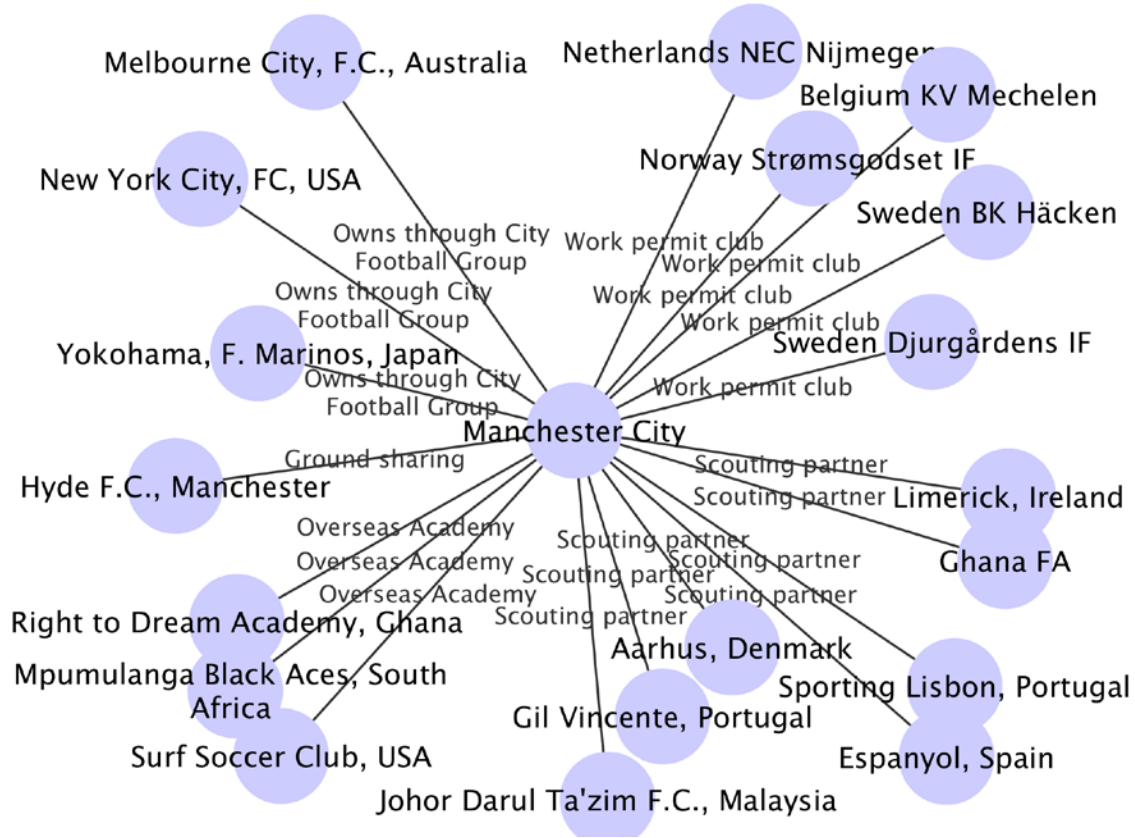 Melbourne City, F.C., Australia
Netherlands NEC Nijmegen
Belgium KV Mechelen
New York City, FC, USA
Norway Strømsgodset IF
Sweden BK Häcken
Owns through City
Football Group
Work permit club
Work permit club
Owns through City
Football Group
Work permit club
Work permit club
Yokohama, F. Marinos, Japan
Sweden Djurgårdens IF
Owns through City
Football Group
Work permit club
Manchester City
Ground sharing
Scouting partner
Hyde F.C., Manchester
Scouting partner
Limerick, Ireland
Overseas Academy
Scouting partner
Overseas Academy
Scouting partner
Ghana FA
Scouting partner
Overseas Academy
Scouting partner
Scouting partner
Right to Dream Academy, Ghana
Aarhus, Denmark
Mpumulanga Black Aces, South
Africa
Sporting Lisbon, Portugal
Gil Vincente, Portugal
Surf Soccer Club, USA
Espanyol, Spain
Johor Darul Ta'zim F.C., Malaysia